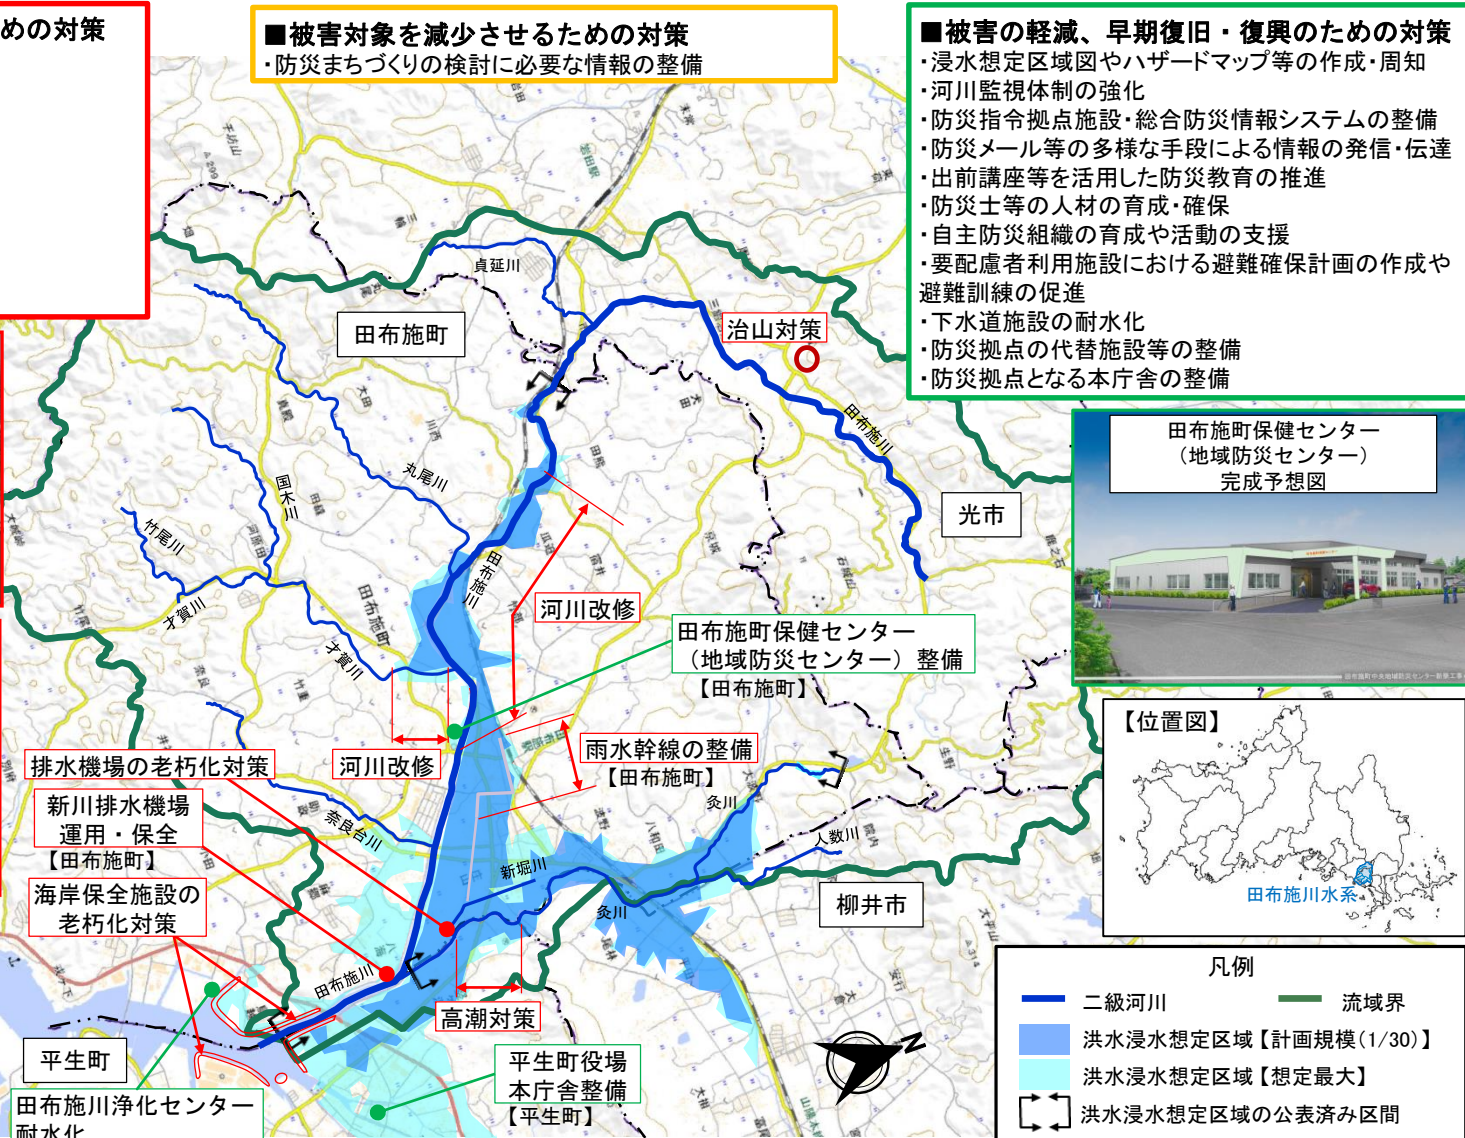 めの対策
■被害対象を減少させるための対策
・防災まちづくりの検討に必要な情報の整備
■被害の軽減、早期復旧・復興のための対策
・浸水想定区域図やハザードマップ等の作成・周知
・河川監視体制の強化
・防災指令拠点施設・総合防災情報システムの整備
・防災メール等の多様な手段による情報の発信・伝達
・出前講座等を活用した防災教育の推進
・防災士等の人材の育成・確保
・自主防災組織の育成や活動の支援
・要配慮者利用施設における避難確保計画の作成や
避難訓練の促進
・下水道施設の耐水化
・防災拠点の代替施設等の整備
・防災拠点となる本庁舎の整備
貞延川
田布施町
治山対策
田布施川
光市
丸尾川
国木川
竹尾川
才賀川
田布施町
才賀川
田布施川
河川改修
田布施町保健センター
（地域防災センター）整備
【田布施町】
田布施町保健センター
（地域防災センター）
完成予想図
河川改修
雨水幹線の整備
【田布施町】
排水機場の老朽化対策
新川排水機場
運用・保全
【田布施町】
海岸保全施設の
老朽化対策
奈良台川
新堀川
灸川
灸川
人数川
柳井市
田布施川
高潮対策
平生町
田布施川浄化センター
耐水化
平生町役場
本庁舎整備
【平生町】
N
【位置図】
田布施川水系
凡例
二級河川
流域界
洪水浸水想定区域【計画規模(1/30)】
洪水浸水想定区域【想定最大】
洪水浸水想定区域の公表済み区間